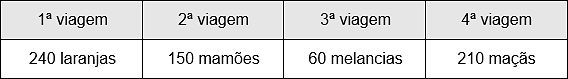 1ª viagem 2ª viagem 3ª viagem 4ª viagem
240 laranjas 150 mamões 60 melancias 210 maçãs